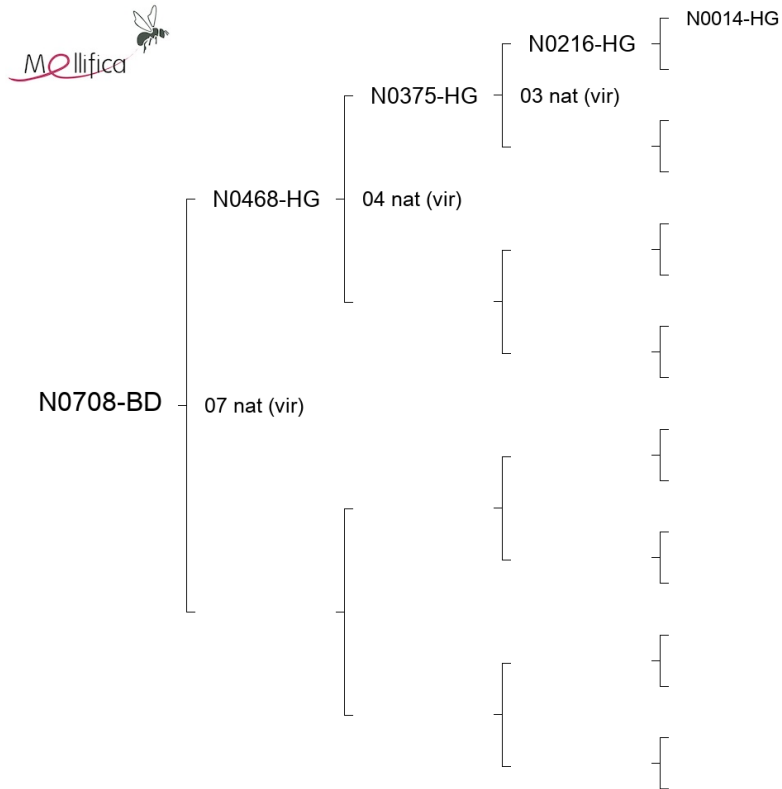 Mellifica
N0014-HG
N0216-HG
N0375-HG
03 nat (vir)
N0468-HG
04 nat (vir)
N0708-BD
07 nat (vir)